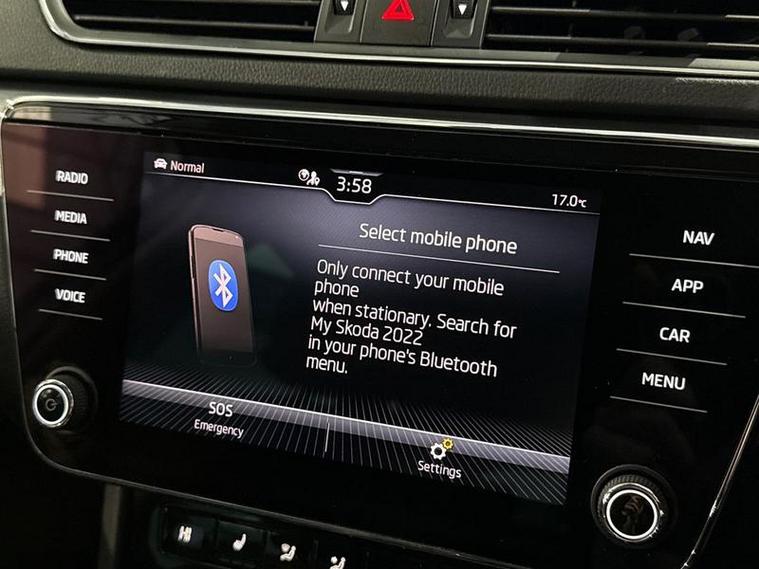 RADIO
MEDIA
PHONE
VOICE
Normal
3:58
17.0°C
Select mobile phone
Only connect your mobile
phone
when stationary. Search for
My Skoda 2022
in your phone's Bluetooth
menu.
SOS
Emergency
Settings
NAV
APP
CAR
MENU